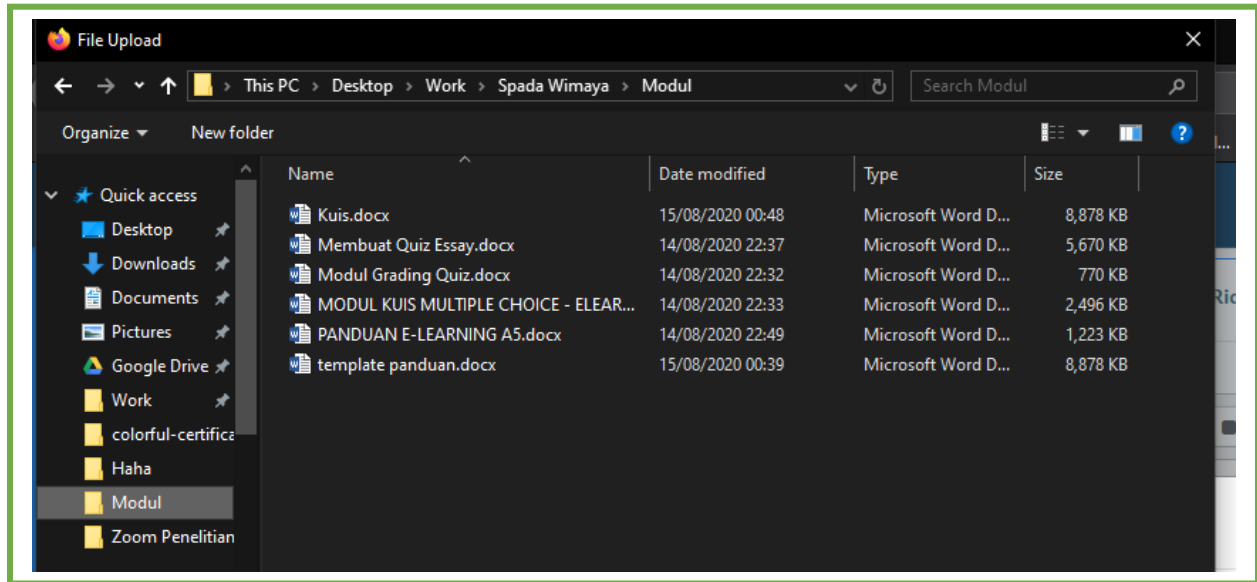 File Upload
This PC > Desktop > Work > Spada Wimaya > Modul
Search Modul
Organize
New folder
?
Name
Date modified
Type
Size
Quick access
Desktop
Downloads
Documents
Pictures
Google Drive
Work
colorful-certifica
Haha
Modul
Zoom Penelitian
Kuis.docx 15/08/2020 00:48 Microsoft Word D... 8,878 KB
Membuat Quiz Essay.docx 14/08/2020 22:37 Microsoft Word D... 5,670 KB
Modul Grading Quiz.docx 14/08/2020 22:32 Microsoft Word D... 770 KB
MODUL KUIS MULTIPLE CHOICE - ELEAR... 14/08/2020 22:33 Microsoft Word D... 2,496 KB
PANDUAN E-LEARNING A5.docx 14/08/2020 22:49 Microsoft Word D... 1,223 KB
template panduan.docx 15/08/2020 00:39 Microsoft Word D... 8,878 KB